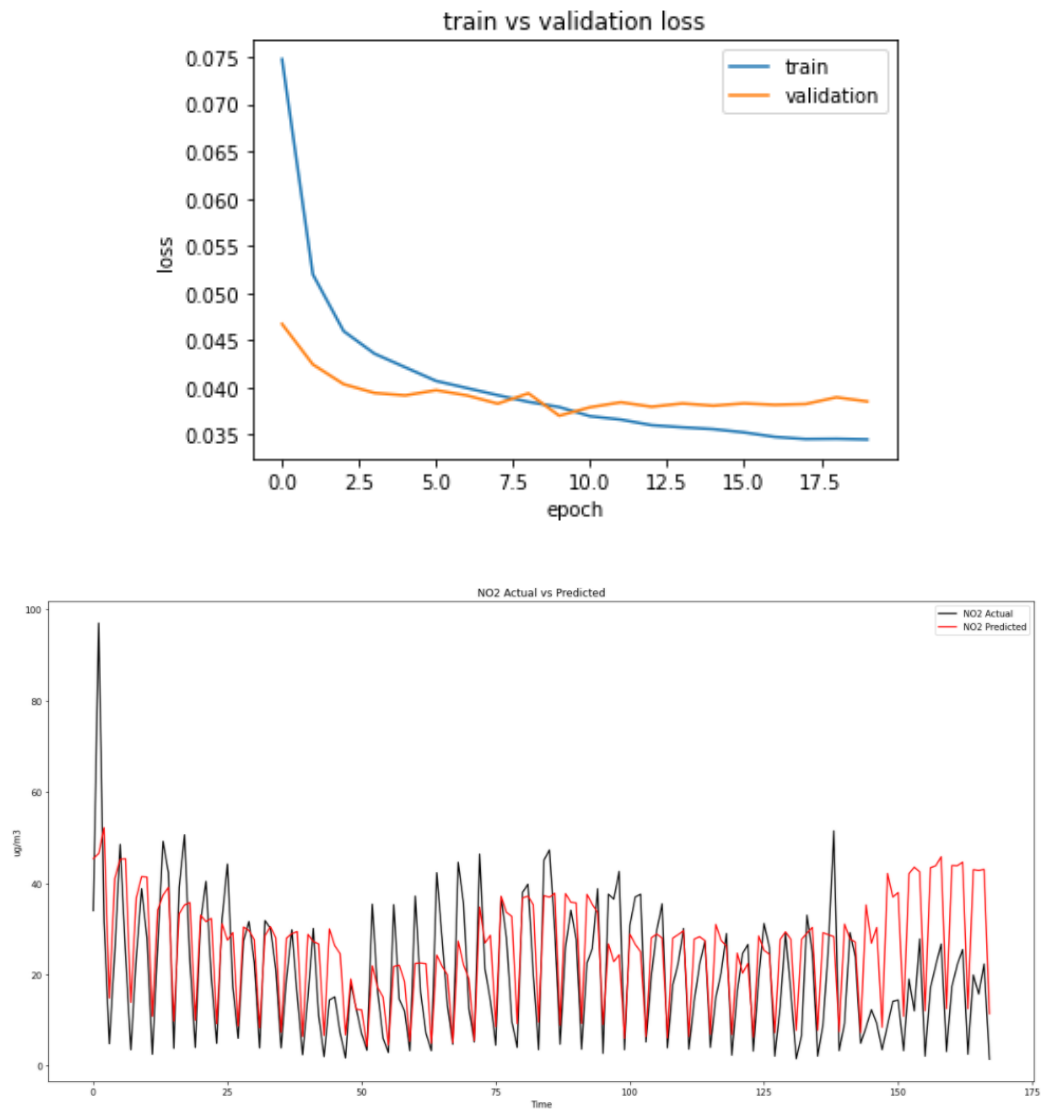 train vs validation loss
train
validation
0.075
0.070
0.065
0.060
0.055
0.050
0.045
0.040
0.035
loss
0.0 2.5 5.0 7.5 10.0 12.5 15.0 17.5
epoch
NO2 Actual vs Predicted
NO2 Actual
NO2 Predicted
100
80
60
40
20
0
ug/m3
0 25 50 75 100 125 150 175
Time